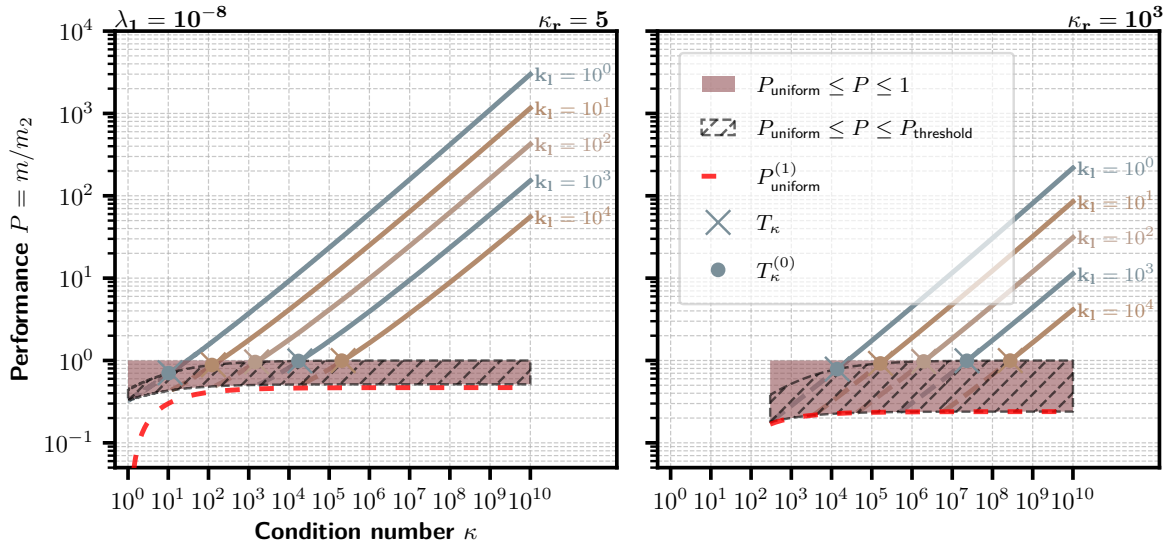 λ₁ = 10⁻⁸
κᵣ = 5
κᵣ = 10³
Performance P = m/m₂
10⁴
10³
10²
10¹
10⁰
10⁻¹
k₁ = 10⁰
k₁ = 10¹
k₁ = 10²
k₁ = 10³
k₁ = 10⁴
10⁰ 10¹ 10² 10³ 10⁴ 10⁵ 10⁶ 10⁷ 10⁸ 10⁹ 10¹⁰
Condition number κ
P_uniform ≤ P ≤ 1
P_uniform ≤ P ≤ P_threshold
P_uniform^(1)
T_κ
T_κ^(0)
k₁ = 10⁰
k₁ = 10¹
k₁ = 10²
k₁ = 10³
k₁ = 10⁴
10⁰ 10¹ 10² 10³ 10⁴ 10⁵ 10⁶ 10⁷ 10⁸ 10⁹ 10¹⁰